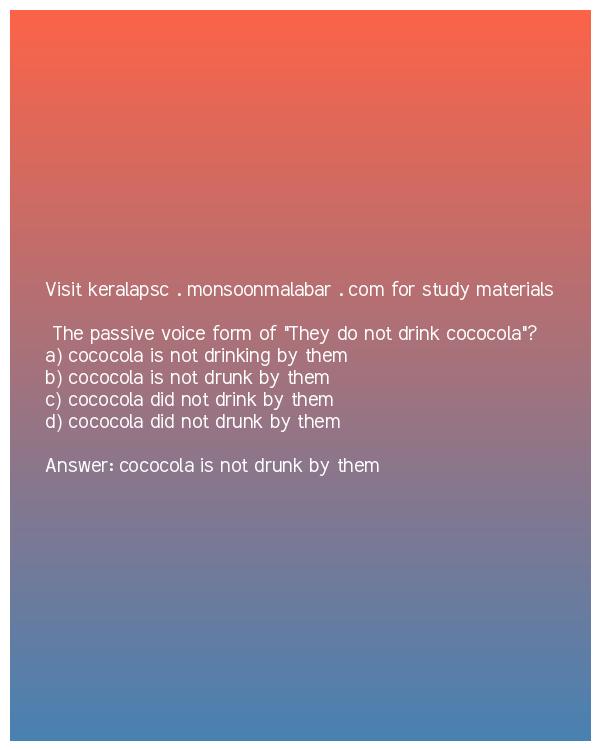 Visit keralapsc . monsoonmalabar . com for study materials
The passive voice form of "They do not drink cococola"?
a) cococola is not drinking by them
b) cococola is not drunk by them
c) cococola did not drink by them
d) cococola did not drunk by them
Answer: cococola is not drunk by them